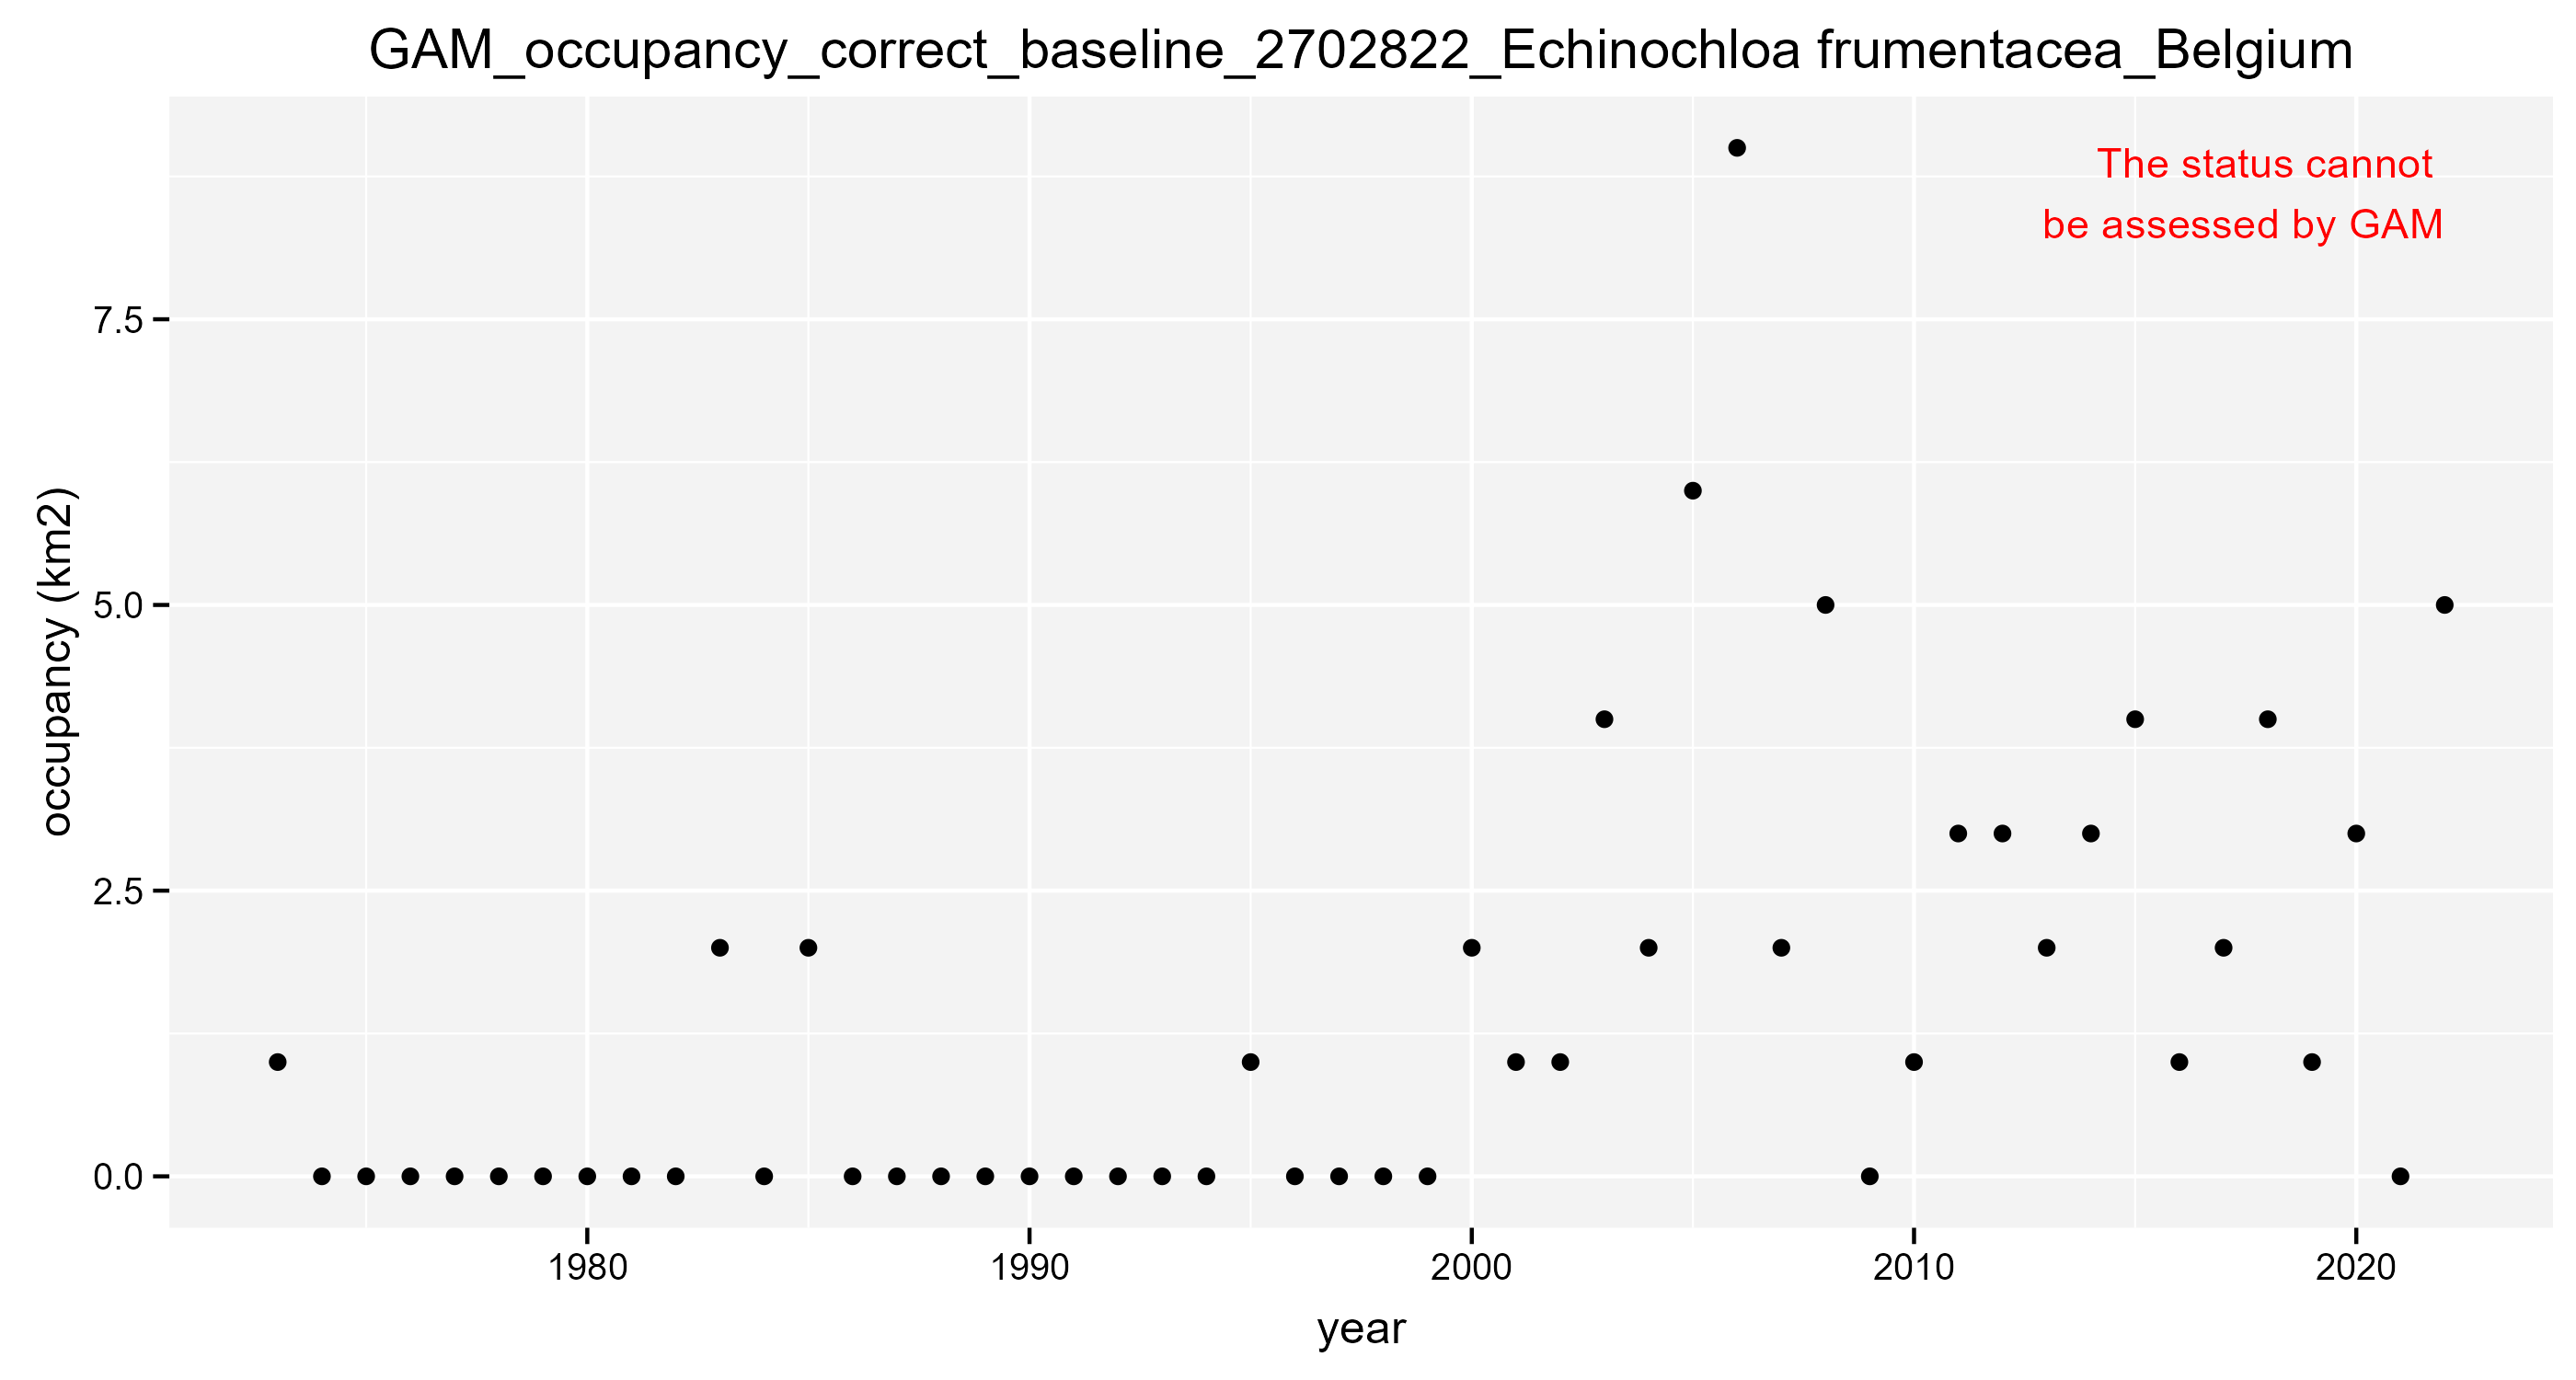 GAM_occupancy_correct_baseline_2702822_Echinochloa frumentacea_Belgium
The status cannot
be assessed by GAM
occupancy (km2)
7.5
5.0
2.5
0.0
1980
1990
2000
2010
2020
year